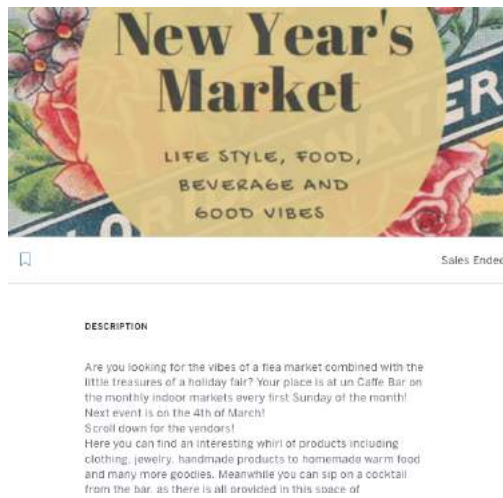 New Year's
Market
LIFE STYLE, FOOD,
BEVERAGE AND
GOOD VIBES
Sales Ended
DESCRIPTION
Are you looking for the vibes of a flea market combined with the
little treasures of a holiday fair? Your place is at un Caffe Bar on
the monthly indoor markets every first Sunday of the month!
Next event is on the 4th of March!
Scroll down for the vendors!
Here you can find an interesting whirl of products including
clothing, jewelry, handmade products to homemade warm food
and many more goodies. Meanwhile you can sip on a cocktail
from the bar, as there is all provided in this space of